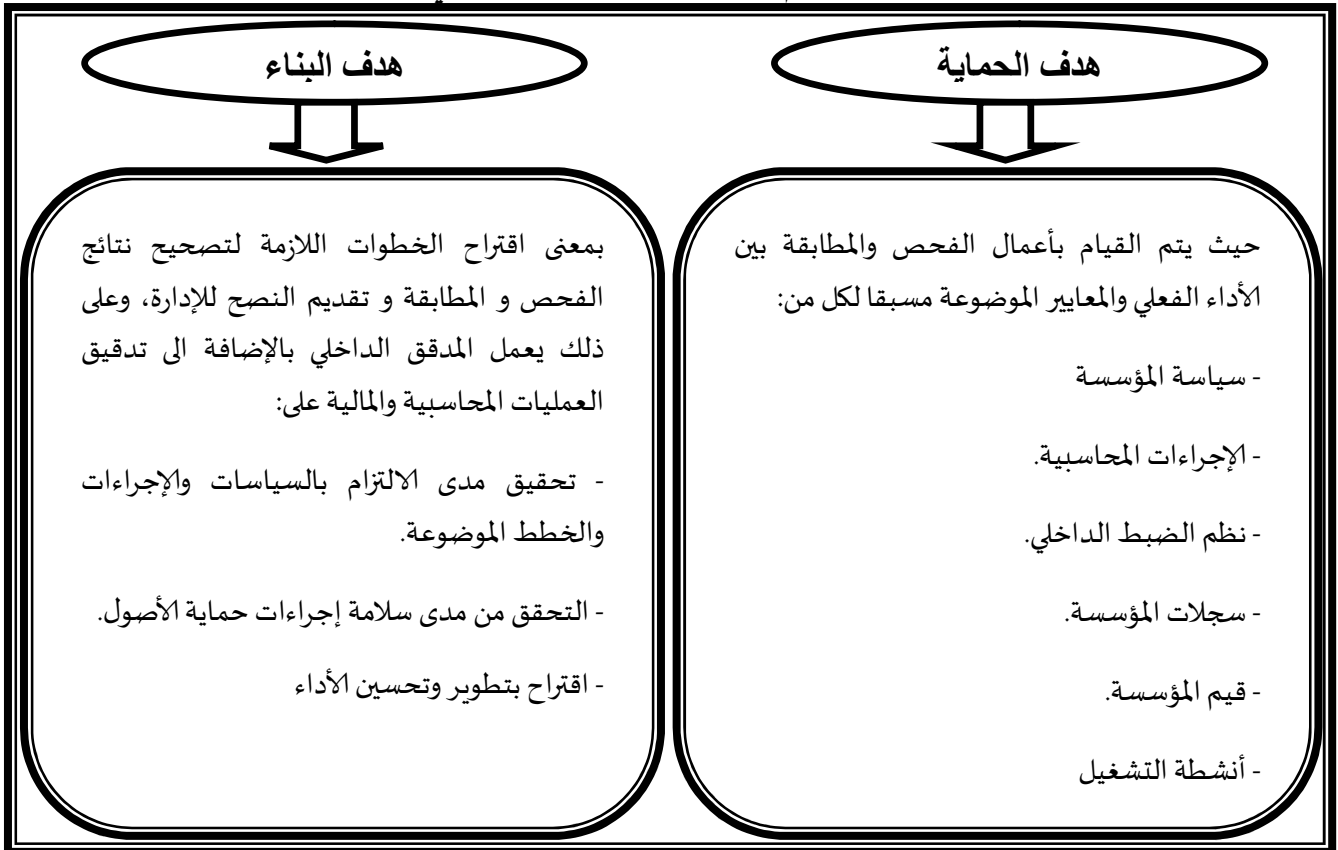 هدف الحماية
حيث يتم القيام بأعمال الفحص والمطابقة بين
الأداء الفعلي والمعايير الموضوعة مسبقا لكل من:
- سياسة المؤسسة
- الإجراءات المحاسبية.
- نظم الضبط الداخلي.
- سجلات المؤسسة.
- قيم المؤسسة.
- أنشطة التشغيل
هدف البناء
بمعنى اقتراح الخطوات اللازمة لتصحيح نتائج
الفحص و المطابقة و تقديم النصح للإدارة، وعلى
ذلك يعمل المدقق الداخلي بالإضافة الى تدقيق
العمليات المحاسبية والمالية على:
- تحقيق مدى الالتزام بالسياسات والإجراءات
والخطط الموضوعة.
- التحقق من مدى سلامة إجراءات حماية الأصول.
- اقتراح بتطوير وتحسين الأداء